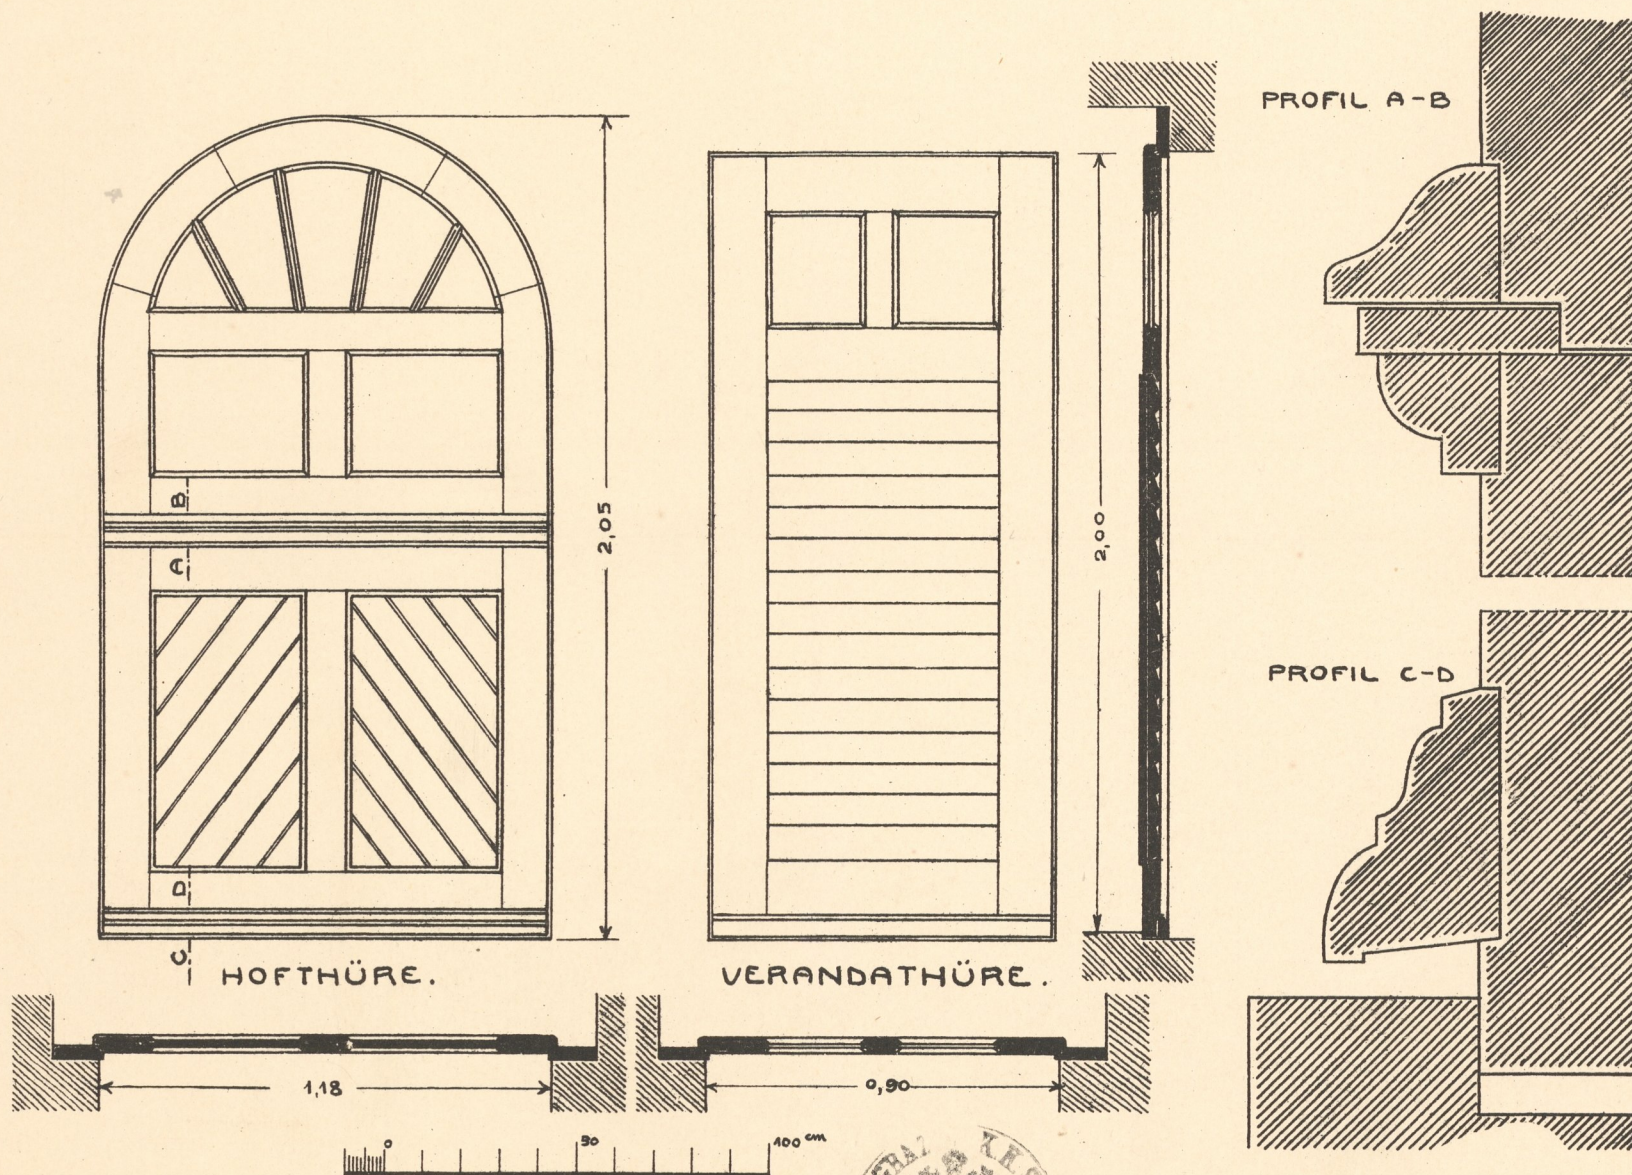 PROFIL A-B
B
A
2,05
2,00
PROFIL C-D
D
C
HOFTHÜRE.
VERANDATHÜRE.
1,18
0,90
0 50 100 cm